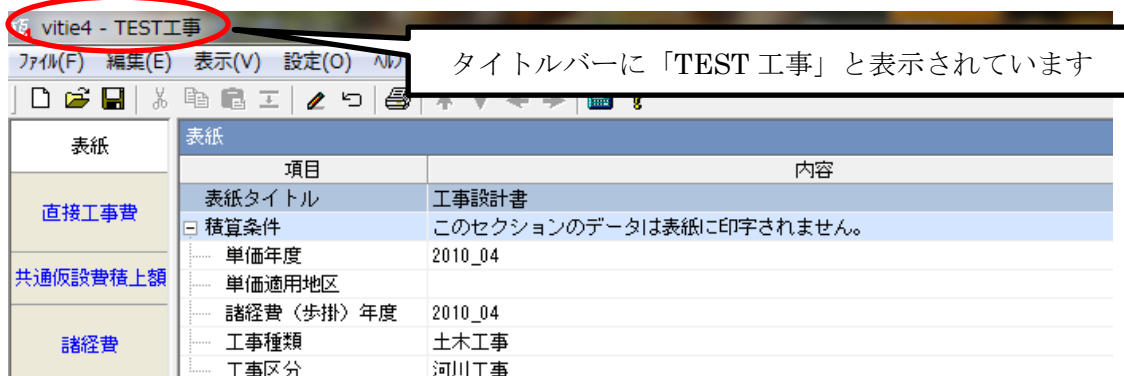 vitie4 - TEST工事
タイトルバーに「TEST 工事」と表示されています
ﾌｧｲﾙ(F) 編集(E) 表示(V) 設定(O) ﾍﾙﾌ
表紙
直接工事費
共通仮設費積上額
諸経費
表紙
項目 内容
表紙タイトル 工事設計書
積算条件 このセクションのデータは表紙に印字されません。
単価年度 2010_04
単価適用地区
諸経費（歩掛）年度 2010_04
工事種類 土木工事
工事区分 河川工事